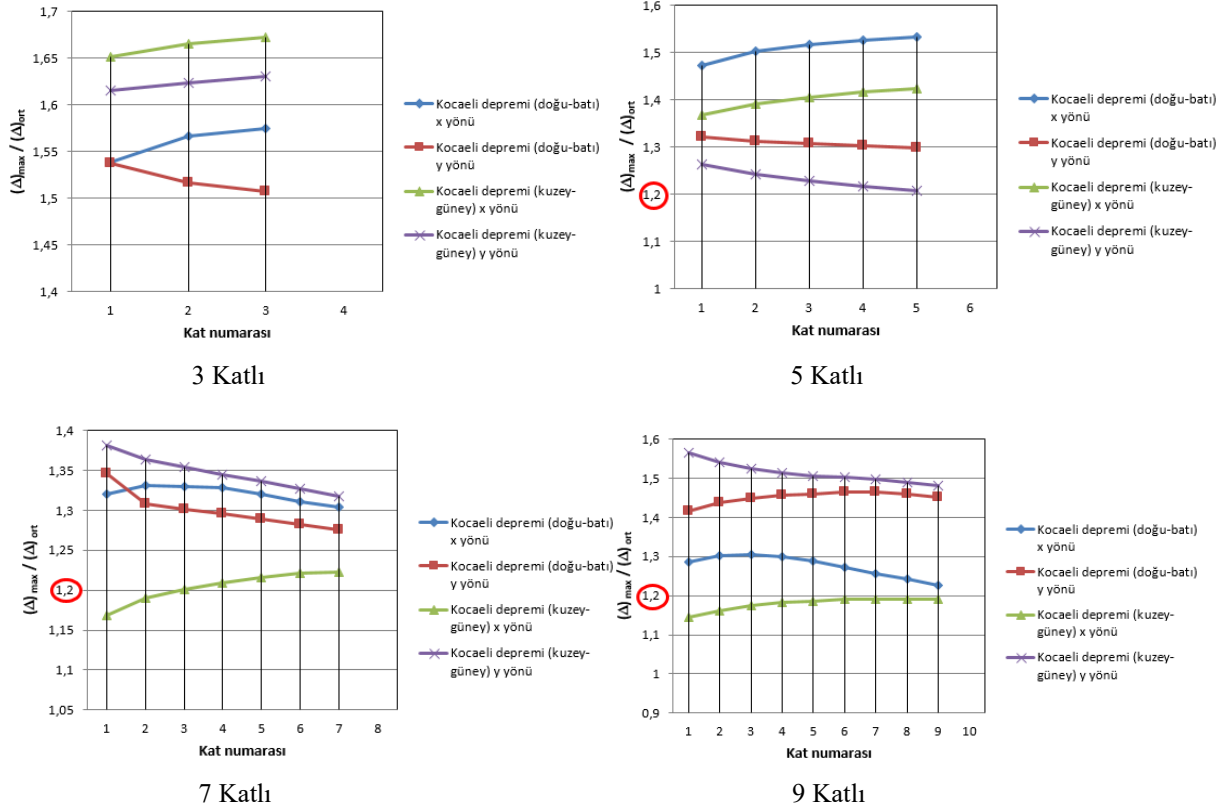 1,7
1,65
1,6
1,55
1,5
1,45
1,4
(Δ)max / (Δ)ort
1 2 3 4
Kat numarası
Kocaeli depremi (doğu-batı)
x yönü
Kocaeli depremi (doğu-batı)
y yönü
Kocaeli depremi (kuzey-
güney) x yönü
Kocaeli depremi (kuzey-
güney) y yönü
3 Katlı
1,6
1,5
1,4
1,3
1,2
1,1
1
(Δ)max / (Δ)ort
1 2 3 4 5 6
Kat numarası
Kocaeli depremi (doğu-batı)
x yönü
Kocaeli depremi (doğu-batı)
y yönü
Kocaeli depremi (kuzey-
güney) x yönü
Kocaeli depremi (kuzey-
güney) y yönü
5 Katlı
1,4
1,35
1,3
1,25
1,2
1,15
1,1
1,05
(Δ) max / (Δ) ort
1 2 3 4 5 6 7 8
Kat numarası
Kocaeli depremi (doğu-batı)
x yönü
Kocaeli depremi (doğu-batı)
y yönü
Kocaeli depremi (kuzey-
güney) x yönü
Kocaeli depremi (kuzey-
güney) y yönü
7 Katlı
1,6
1,5
1,4
1,3
1,2
1,1
1
0,9
(Δ) max / (Δ) ort
1 2 3 4 5 6 7 8 9 10
Kat numarası
Kocaeli depremi (doğu-batı)
x yönü
Kocaeli depremi (doğu-batı)
y yönü
Kocaeli depremi (kuzey-
güney) x yönü
Kocaeli depremi (kuzey-
güney) y yönü
9 Katlı